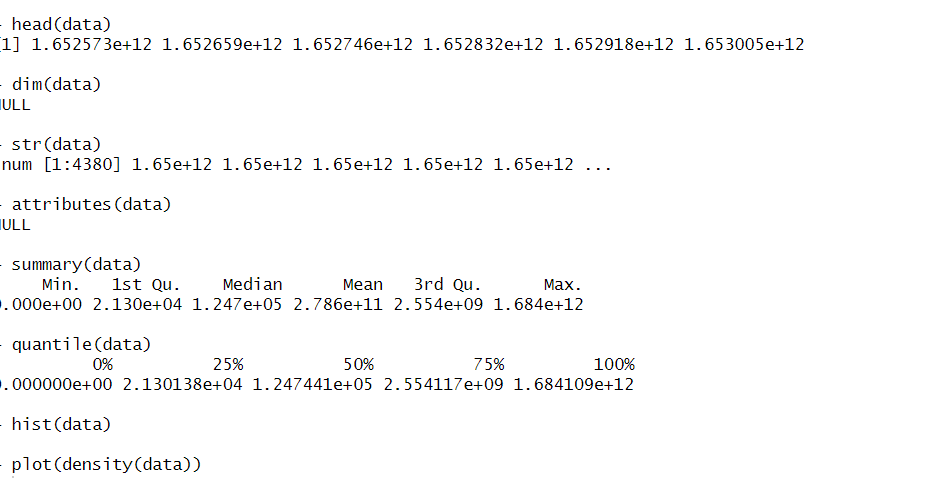 head(data)
[1] 1.652573e+12 1.652659e+12 1.652746e+12 1.652832e+12 1.652918e+12 1.653005e+12
dim(data)
NULL
str(data)
num [1:4380] 1.65e+12 1.65e+12 1.65e+12 1.65e+12 1.65e+12 ...
attributes(data)
NULL
summary(data)
Min. 1st Qu. Median Mean 3rd Qu. Max.
0.000e+00 2.130e+04 1.247e+05 2.786e+11 2.554e+09 1.684e+12
quantile(data)
0% 25% 50% 75% 100%
0.000000e+00 2.130138e+04 1.247441e+05 2.554117e+09 1.684109e+12
hist(data)
plot(density(data))